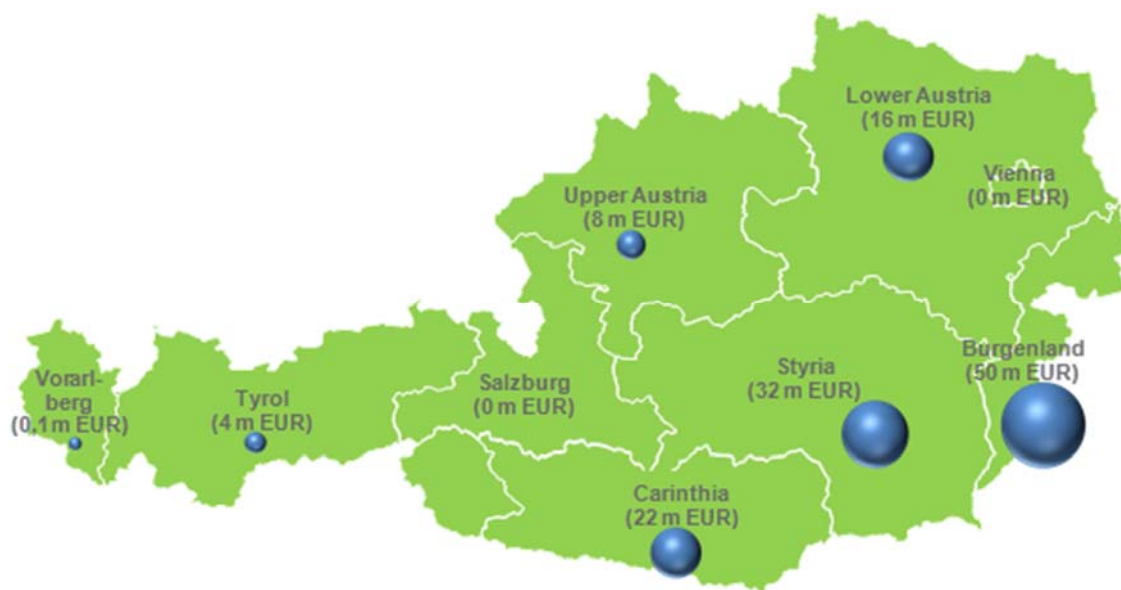 Lower Austria
(16 m EUR)
Vienna
(0 m EUR)
Upper Austria
(8 m EUR)
Burgenland
(50 m EUR)
Styria
(32 m EUR)
Vorarl-
berg
(0,1 m EUR)
Tyrol
(4 m EUR)
Salzburg
(0 m EUR)
Carinthia
(22 m EUR)